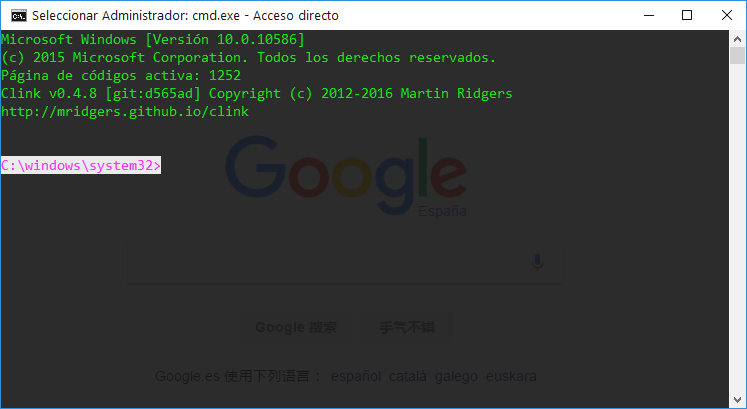 Seleccionar Administrador: cmd.exe - Acceso directo
Microsoft Windows [Versión 10.0.10586]
(c) 2015 Microsoft Corporation. Todos los derechos reservados.
Página de códigos activa: 1252
Clink v0.4.8 [git:d565ad] Copyright (c) 2012-2016 Martin Ridgers
http://mridgers.github.io/clink
C:\windows\system32>
Google
España
Google 搜索 手气不错
Google.es 使用下列语言： español català galego euskara